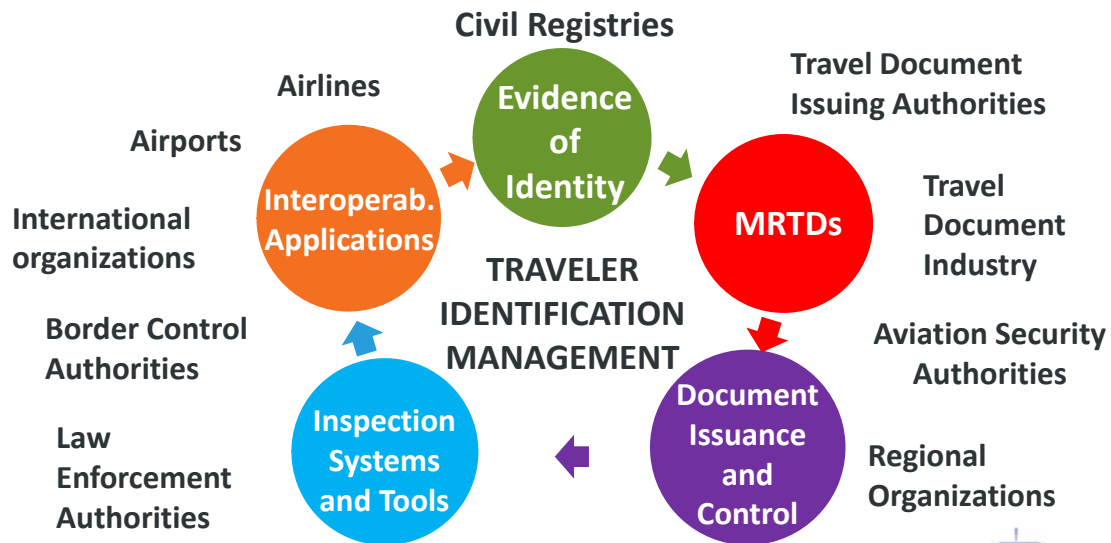 Civil Registries
Evidence
of
Identity
Travel Document
Issuing Authorities
MRTDs
Travel
Document
Industry
Aviation Security
Authorities
Document
Issuance
and
Control
Regional
Organizations
Inspection
Systems
and Tools
Law
Enforcement
Authorities
Border Control
Authorities
International
organizations
Airports
Airlines
Interoperab.
Applications
TRAVELER
IDENTIFICATION
MANAGEMENT